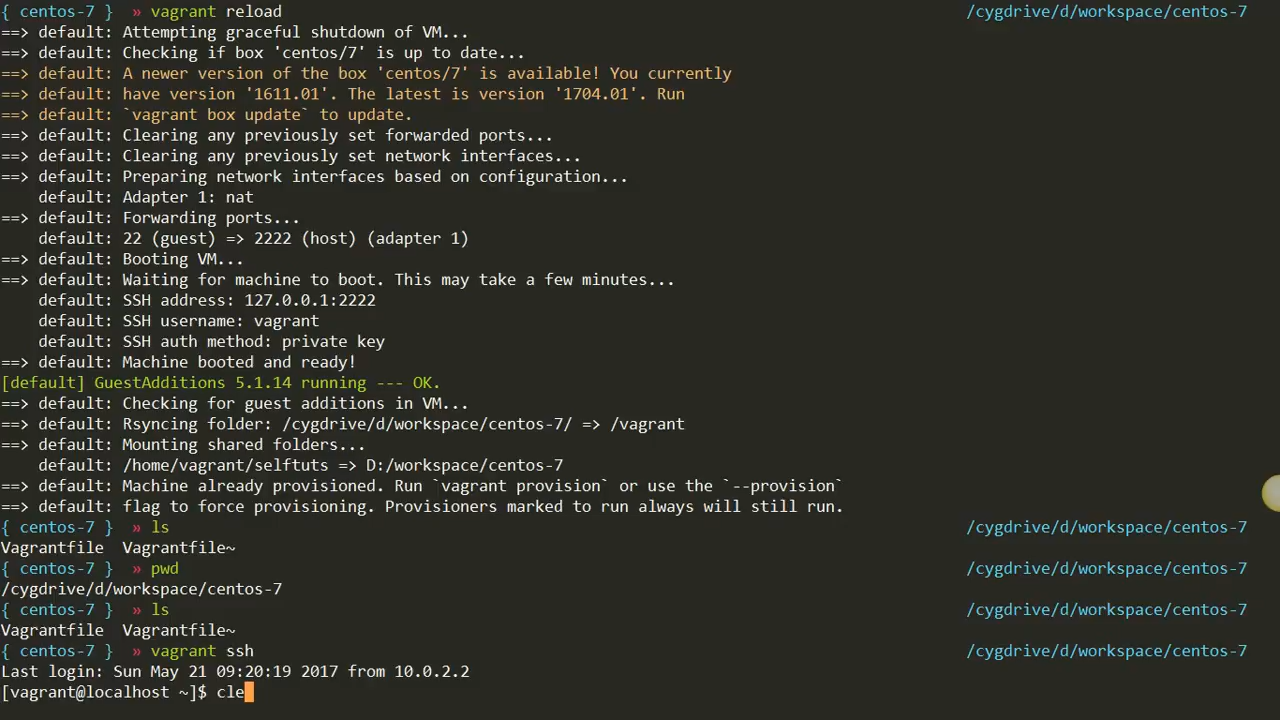 { centos-7 }  » vagrant reload /cygdrive/d/workspace/centos-7
==> default: Attempting graceful shutdown of VM...
==> default: Checking if box 'centos/7' is up to date...
==> default: A newer version of the box 'centos/7' is available! You currently
==> default: have version '1611.01'. The latest is version '1704.01'. Run
==> default: `vagrant box update` to update.
==> default: Clearing any previously set forwarded ports...
==> default: Clearing any previously set network interfaces...
==> default: Preparing network interfaces based on configuration...
    default: Adapter 1: nat
==> default: Forwarding ports...
    default: 22 (guest) => 2222 (host) (adapter 1)
==> default: Booting VM...
==> default: Waiting for machine to boot. This may take a few minutes...
    default: SSH address: 127.0.0.1:2222
    default: SSH username: vagrant
    default: SSH auth method: private key
==> default: Machine booted and ready!
[default] GuestAdditions 5.1.14 running --- OK.
==> default: Checking for guest additions in VM...
==> default: Rsyncing folder: /cygdrive/d/workspace/centos-7/ => /vagrant
==> default: Mounting shared folders...
    default: /home/vagrant/selftuts => D:/workspace/centos-7
==> default: Machine already provisioned. Run `vagrant provision` or use the `--provision`
==> default: flag to force provisioning. Provisioners marked to run always will still run.
{ centos-7 }  » ls /cygdrive/d/workspace/centos-7
Vagrantfile  Vagrantfile~
{ centos-7 }  » pwd /cygdrive/d/workspace/centos-7
/cygdrive/d/workspace/centos-7
{ centos-7 }  » ls /cygdrive/d/workspace/centos-7
Vagrantfile  Vagrantfile~
{ centos-7 }  » vagrant ssh /cygdrive/d/workspace/centos-7
Last login: Sun May 21 09:20:19 2017 from 10.0.2.2
[vagrant@localhost ~]$ cle